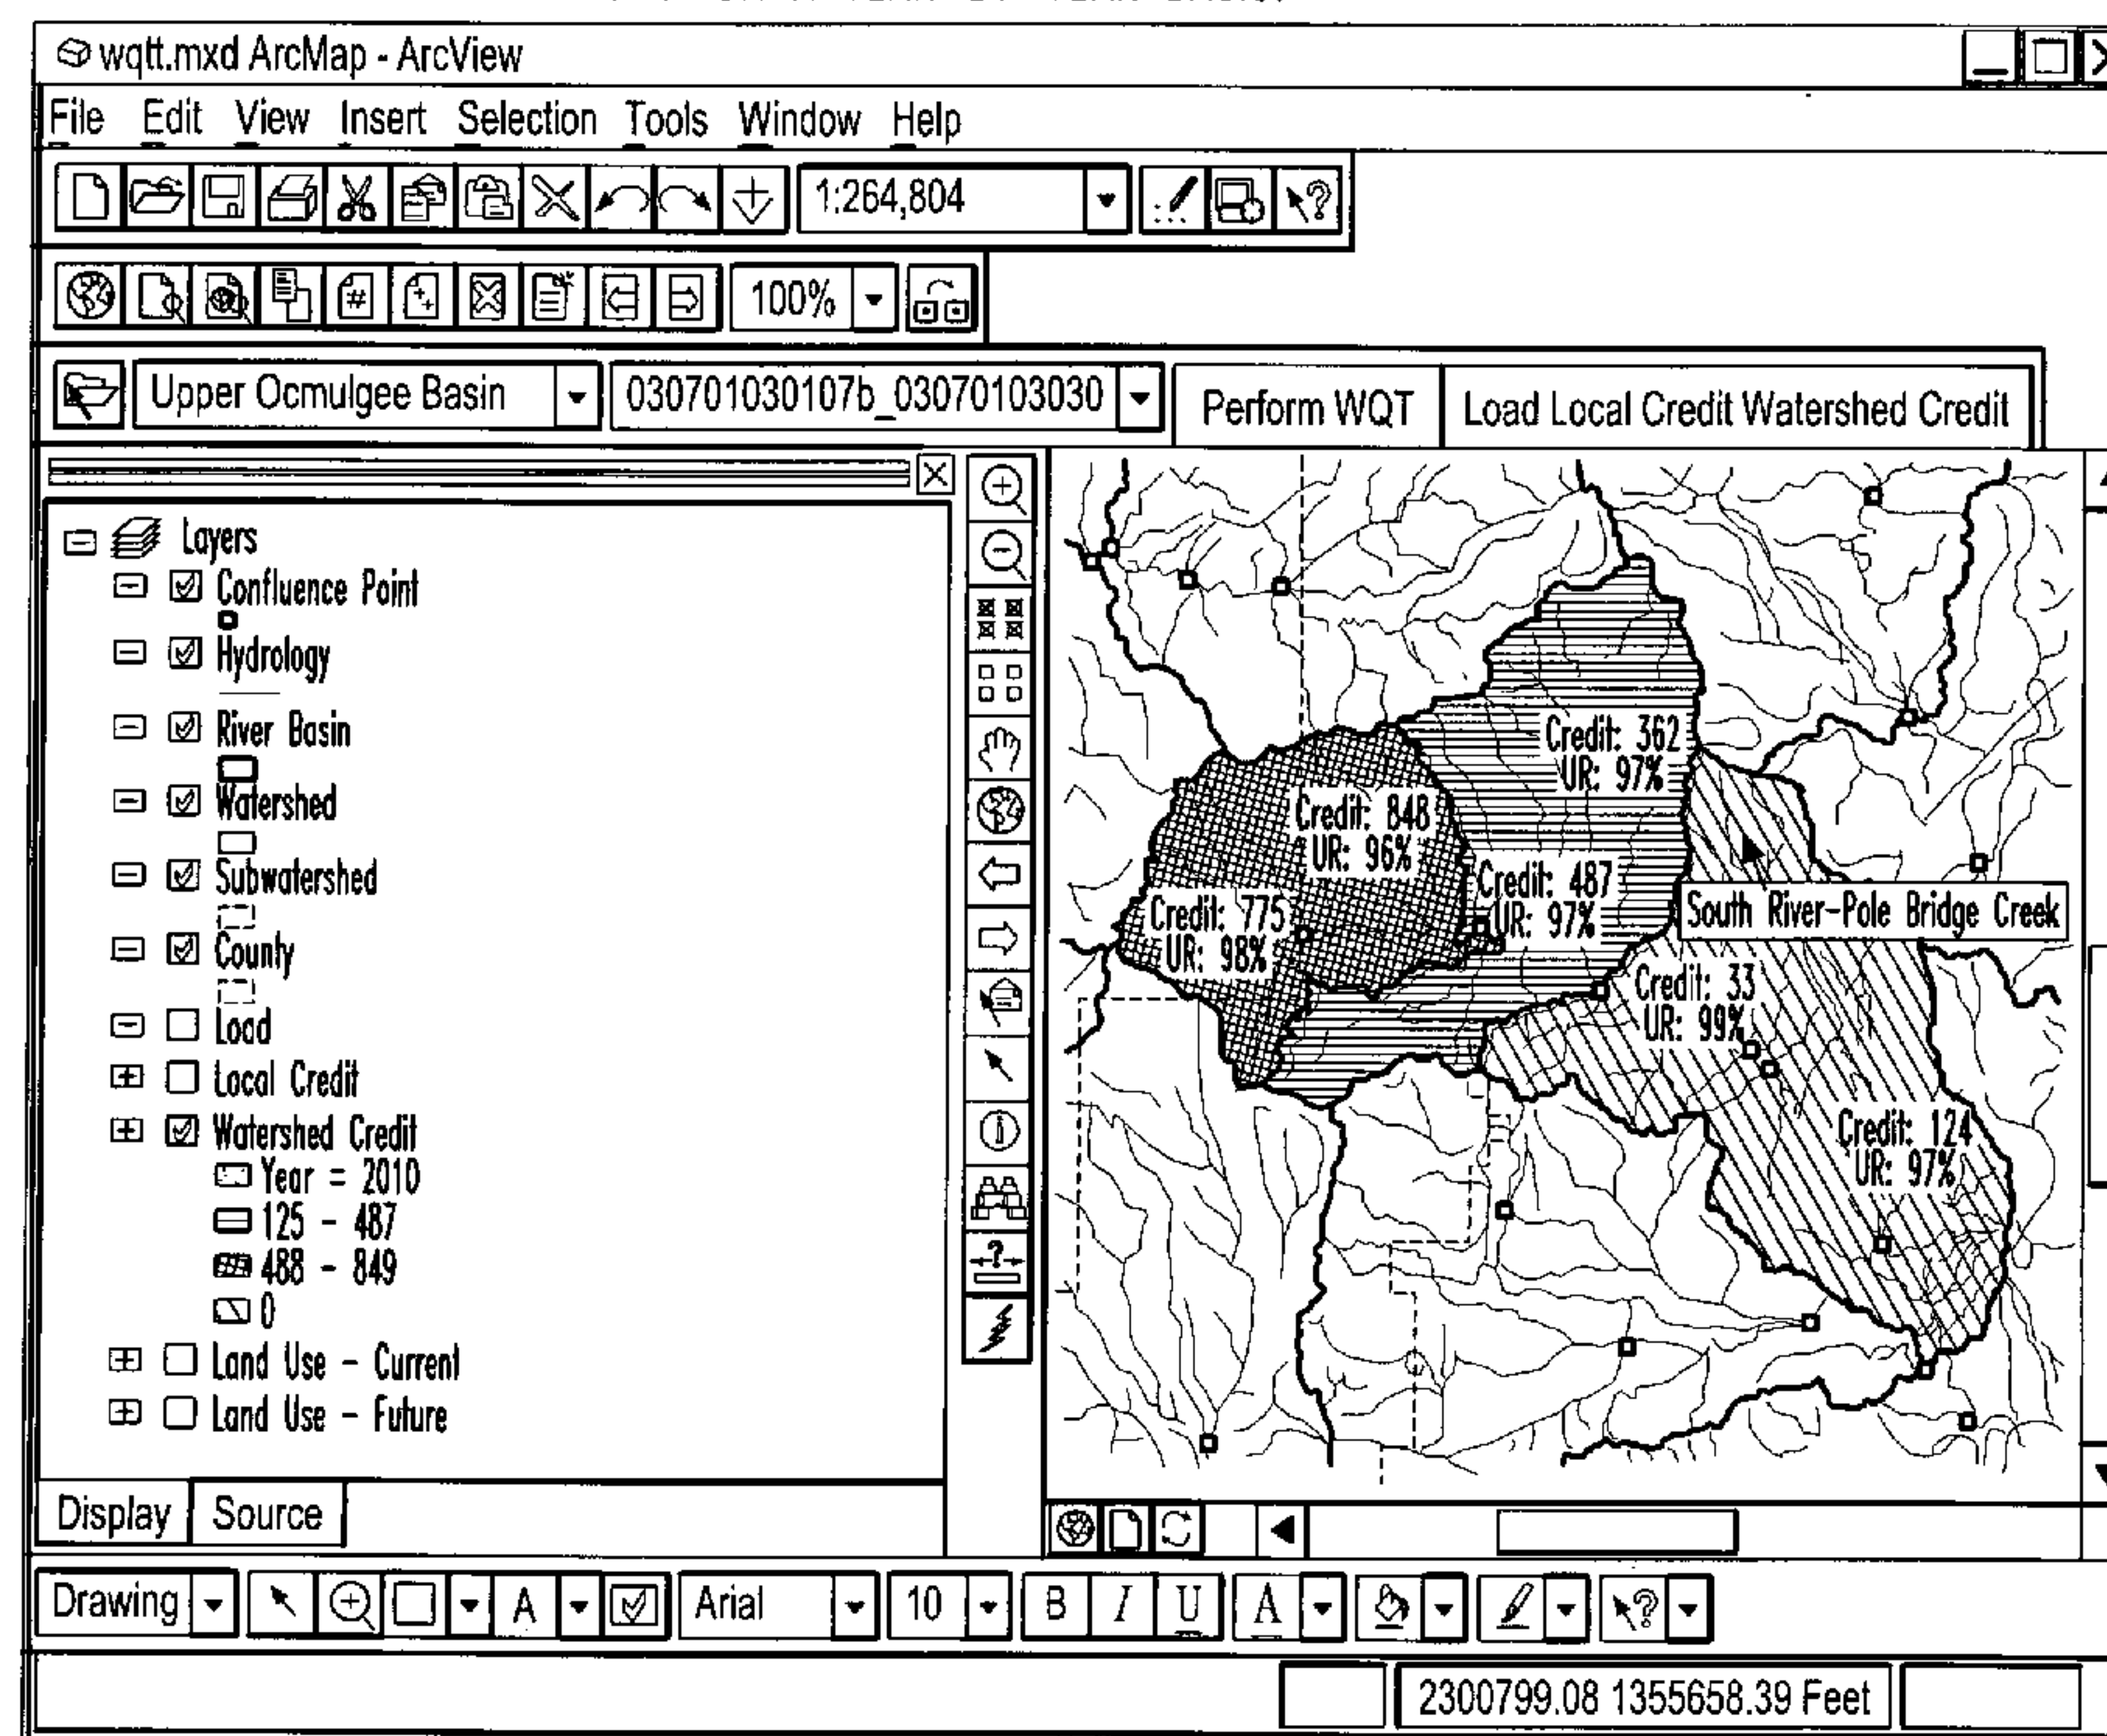 wqtt.mxd ArcMap - ArcView
File Edit View Insert Selection Tools Window Help
1:264,804
100%
Upper Ocmulgee Basin 030701030107b_03070103030 Perform WQT Load Local Credit Watershed Credit
Layers
Confluence Point
Hydrology
River Basin
Watershed
Subwatershed
County
Load
Local Credit
Watershed Credit
Year = 2010
125 - 487
488 - 849
0
Land Use - Current
Land Use - Future
Display Source
Credit: 362
UR: 97%
Credit: 848
UR: 96%
Credit: 487
UR: 97%
Credit: 775
UR: 98%
South River-Pole Bridge Creek
Credit: 33
UR: 99%
Credit: 124
UR: 97%
Drawing A Arial 10 B I U A
2300799.08 1355658.39 Feet